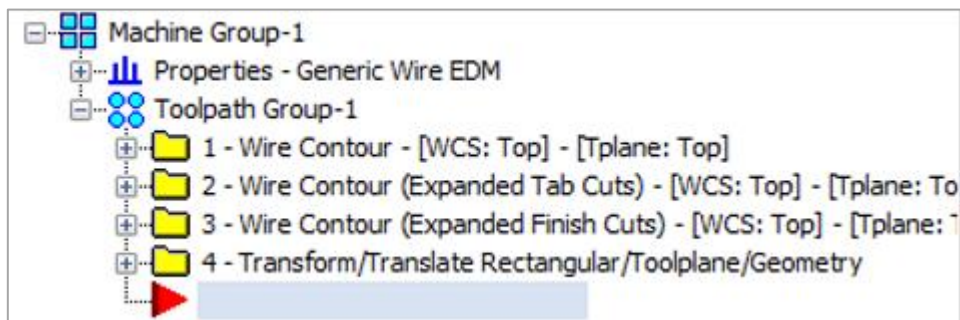 Machine Group-1
Properties - Generic Wire EDM
Toolpath Group-1
1 - Wire Contour - [WCS: Top] - [Tplane: Top]
2 - Wire Contour (Expanded Tab Cuts) - [WCS: Top] - [Tplane: To
3 - Wire Contour (Expanded Finish Cuts) - [WCS: Top] - [Tplane:
4 - Transform/Translate Rectangular/Toolplane/Geometry